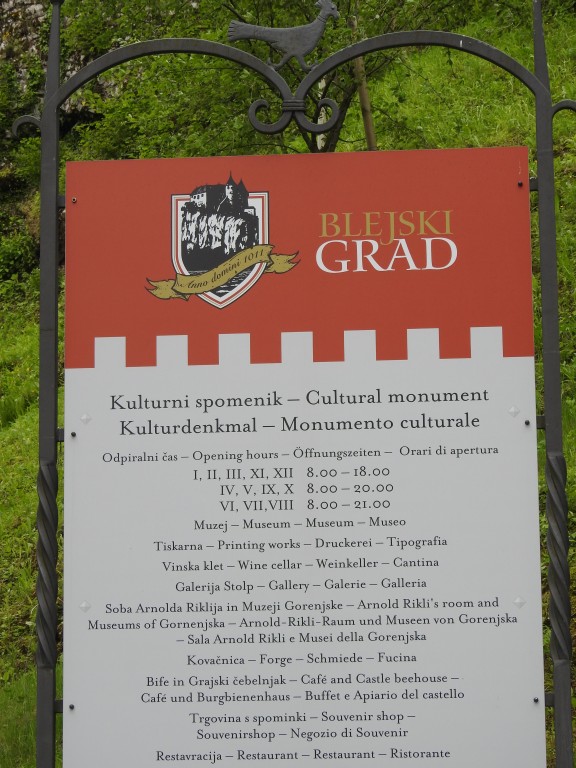 Anno domini 1011
BLEJSKI
GRAD
Kulturni spomenik – Cultural monument
Kulturdenkmal – Monumento culturale
Odpiralni čas – Opening hours – Öffnungszeiten – Orari di apertura
I, II, III, XI, XII 8.00 – 18.00
IV, V, IX, X 8.00 – 20.00
VI, VII,VIII 8.00 – 21.00
Muzej – Museum – Museum – Museo
Tiskarna – Printing works – Druckerei – Tipografia
Vinska klet – Wine cellar – Weinkeller – Cantina
Galerija Stolp – Gallery – Galerie – Galleria
Soba Arnolda Riklija in Muzeji Gorenjske – Arnold Rikli's room and
Museums of Gornenjska – Arnold-Rikli-Raum und Museen von Gorenjska
– Sala Arnold Rikli e Musei della Gorenjska
Kovačnica – Forge – Schmiede – Fucina
Bife in Grajski čebelnjak – Café and Castle beehouse –
Café und Burgbienenhaus – Buffet e Apiario del castello
Trgovina s spominki – Souvenir shop –
Souvenirshop – Negozio di Souvenir
Restavracija – Restaurant – Restaurant – Ristorante